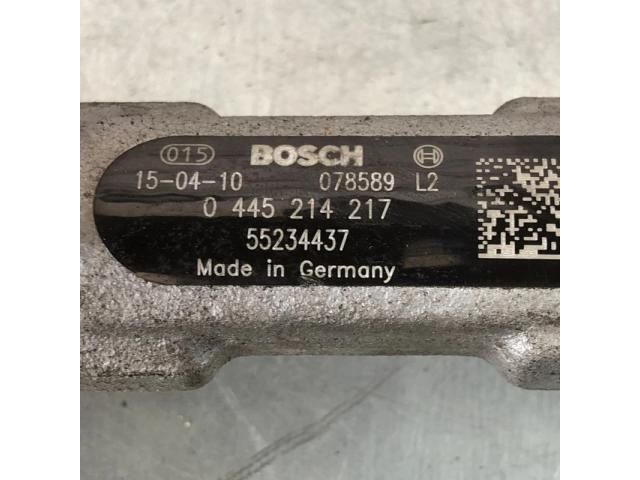 015 BOSCH
15-04-10 078589 L2
0 445 214 217
55234437
Made in Germany